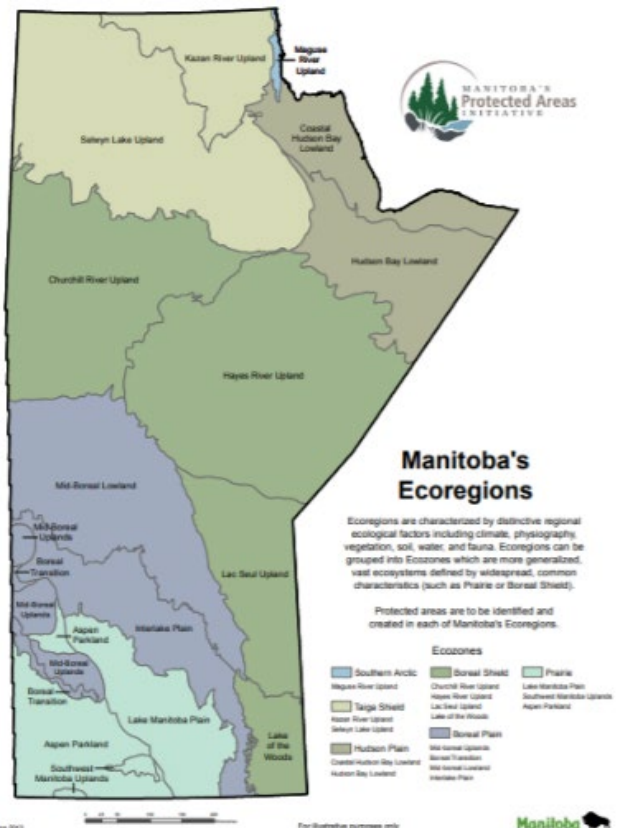 Kazan River Upland
Maguse
River
Upland
MANITOBA'S
Protected Areas
INITIATIVE
Selwyn Lake Upland
Coastal
Hudson Bay
Lowland
Hudson Bay Lowland
Churchill River Upland
Hayes River Upland
Mid-Boreal Lowland
Mid-Boreal
Uplands
Boreal
Transition
Lac Seul Upland
Mid-Boreal
Uplands
Aspen
Parkland
Interlake Plain
Mid-Boreal
Uplands
Boreal
Transition
Lake Manitoba Plain
Aspen Parkland
Lake
of the
Woods
Southwest
Manitoba Uplands
Manitoba's
Ecoregions
Ecoregions are characterized by distinctive regional
ecological factors including climate, physiography,
vegetation, soil, water, and fauna. Ecoregions can be
grouped into Ecozones which are more generalized,
vast ecosystems defined by widespread, common
characteristics (such as Prairie or Boreal Shield).
Protected areas are to be identified and
created in each of Manitoba's Ecoregions.
Ecozones
Southern Arctic
Maguse River Upland
Taiga Shield
Kazan River Upland
Selwyn Lake Upland
Hudson Plain
Coastal Hudson Bay Lowland
Hudson Bay Lowland
Boreal Shield
Churchill River Upland
Hayes River Upland
Lac Seul Upland
Lake of the Woods
Boreal Plain
Mid-boreal Uplands
Boreal Transition
Mid-boreal Lowland
Interlake Plain
Prairie
Lake Manitoba Plain
Southwest Manitoba Uplands
Aspen Parkland
For illustrative purposes only
Manitoba